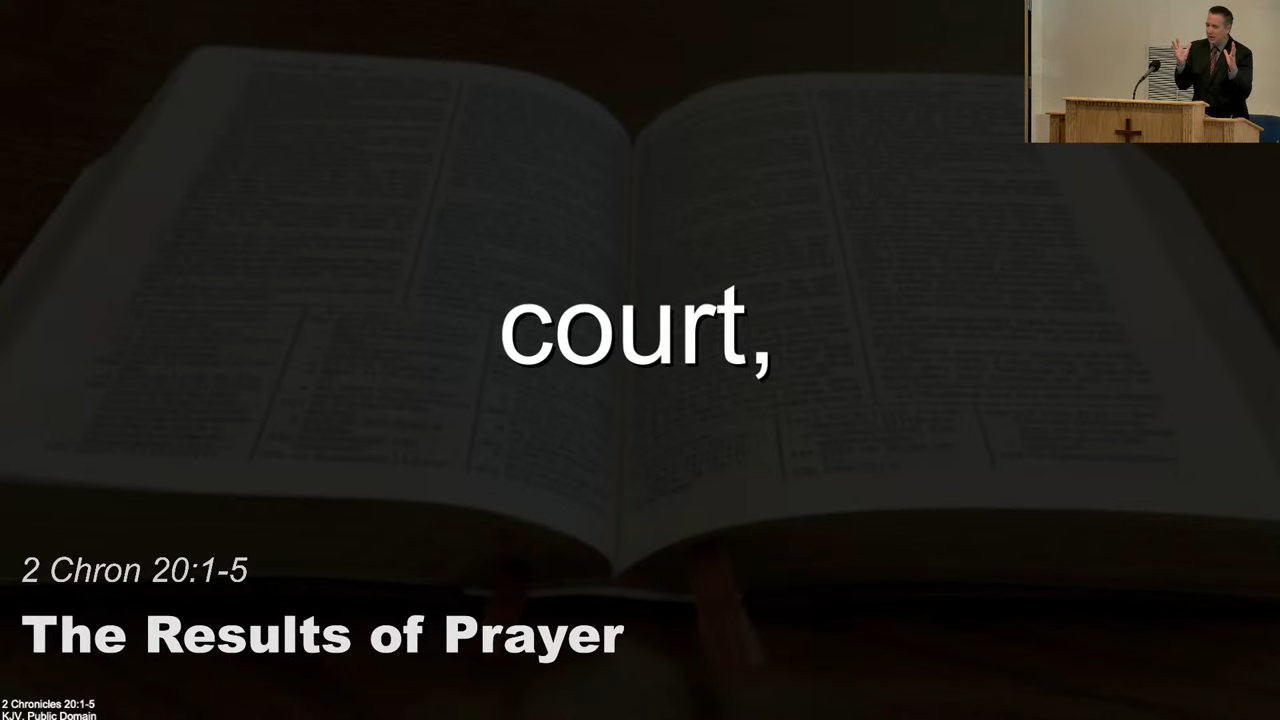 court,
2 Chron 20:1-5
The Results of Prayer
2 Chronicles 20:1-5
KJV, Public Domain